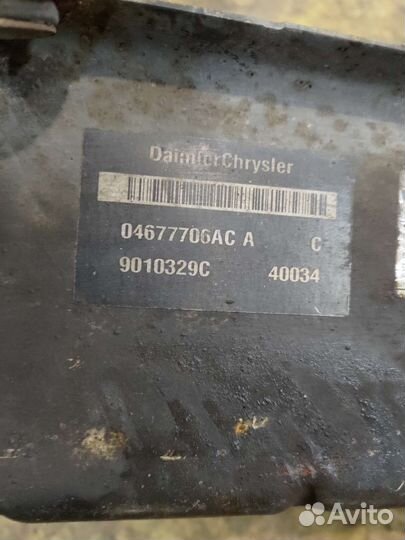 DaimlerChrysler
04677706AC A C
9010329C 40034
Avito